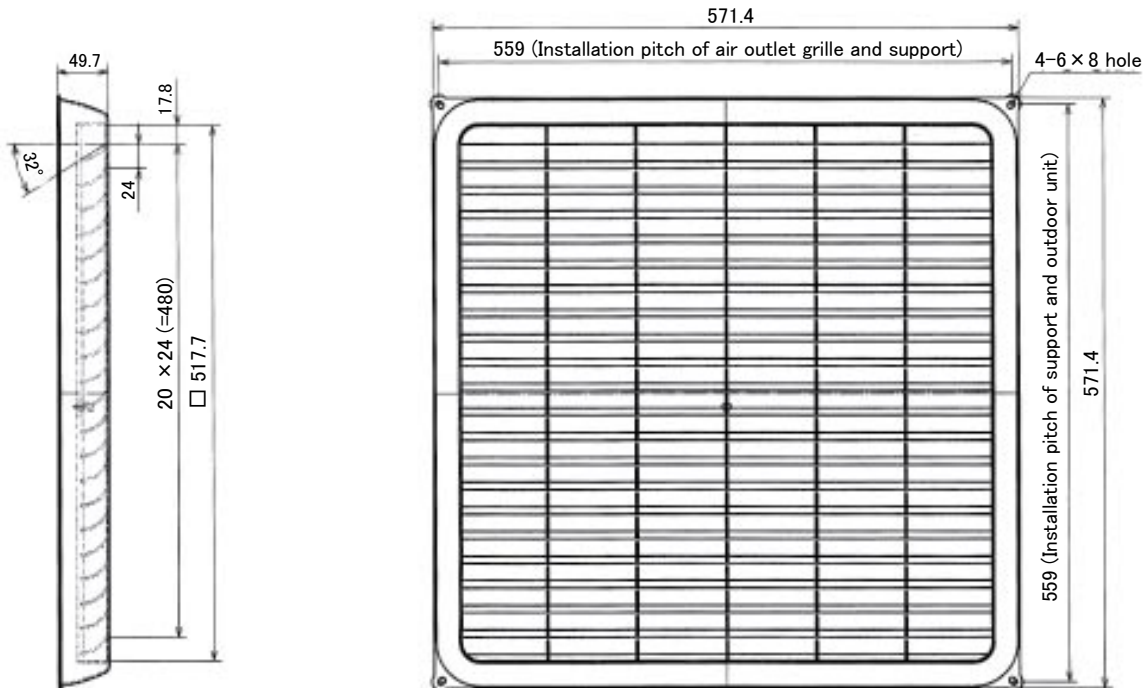 571.4
559 (Installation pitch of air outlet grille and support)
4-6×8 hole
49.7
17.8
32°
24
20 ×24 (=480)
□ 517.7
559 (Installation pitch of support and outdoor unit)
571.4